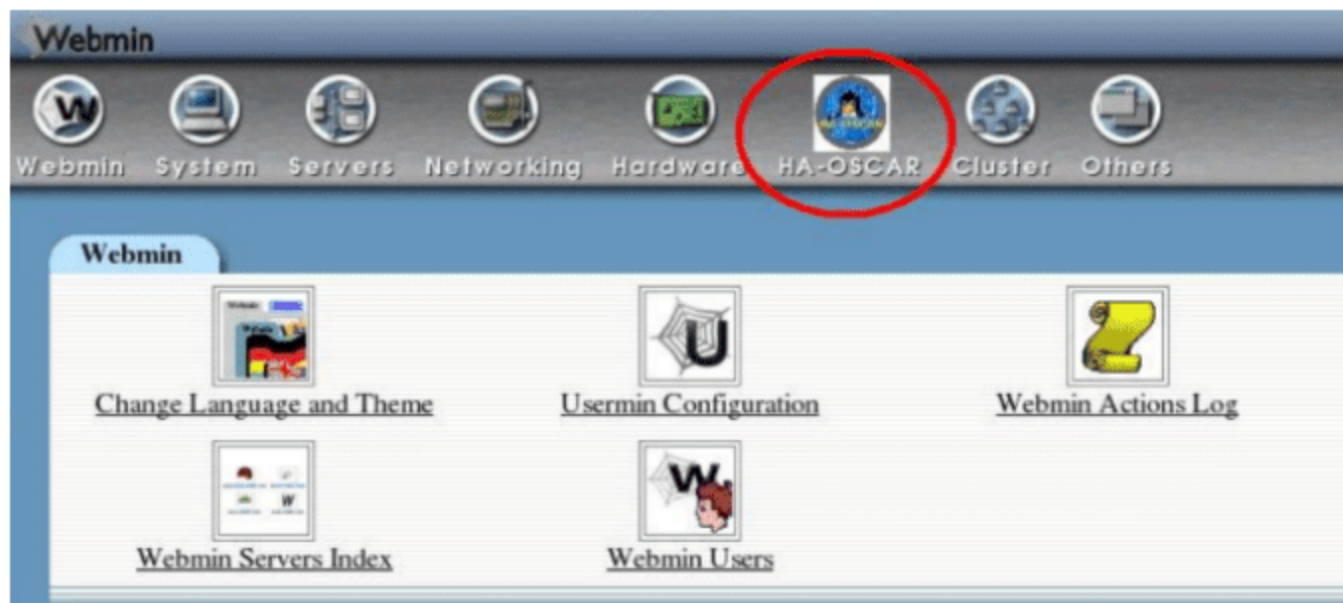 Webmin
Webmin System Servers Networking Hardware HA-OSCAR Cluster Others
Webmin
Change Language and Theme Usermin Configuration Webmin Actions Log
Webmin Servers Index Webmin Users